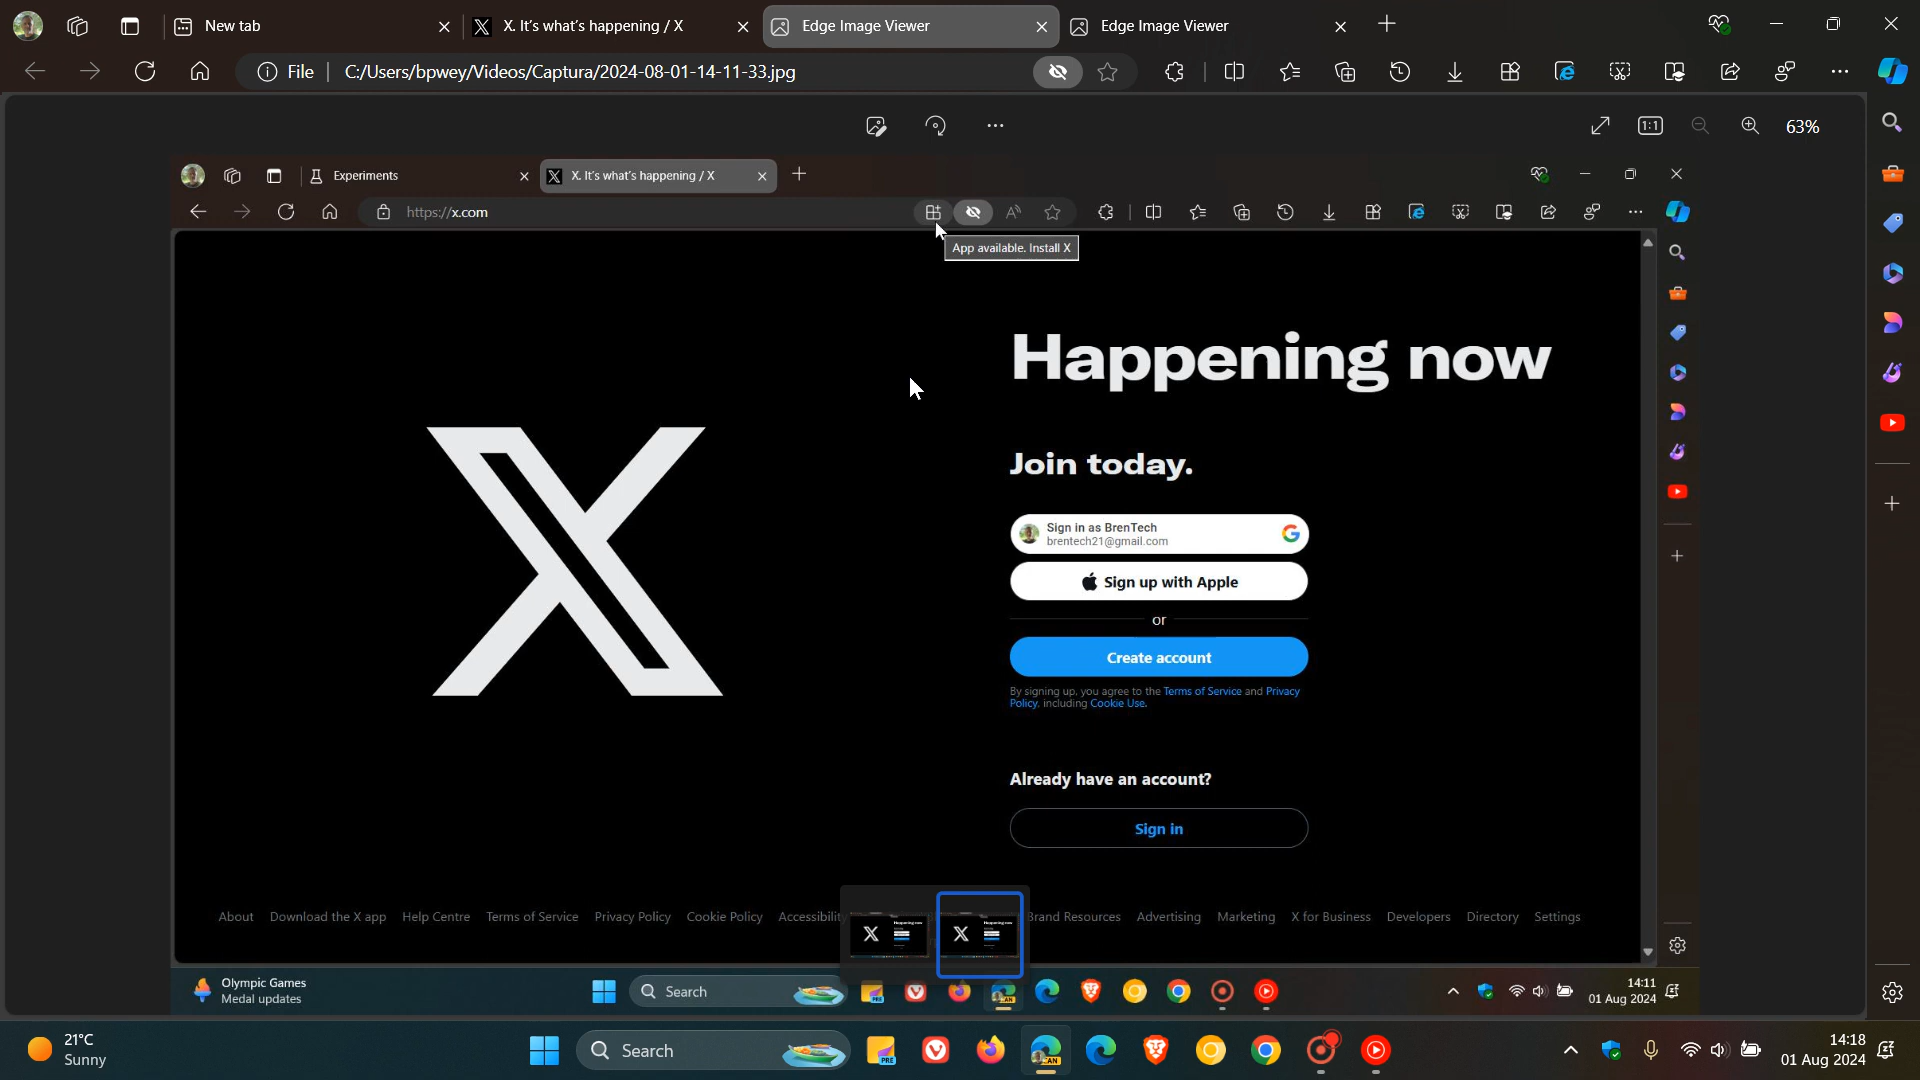 New tab
X. It's what's happening / X
Edge Image Viewer
Edge Image Viewer
File
C:/Users/bpwey/Videos/Captura/2024-08-01-14-11-33.jpg
1:1
63%
Experiments
X. It's what's happening / X
https://x.com
App available. Install X
Happening now
Join today.
Sign in as BrenTech
brentech21@gmail.com
Sign up with Apple
or
Create account
By signing up, you agree to the Terms of Service and Privacy
Policy, including Cookie Use.
Already have an account?
Sign in
About Download the X app Help Centre Terms of Service Privacy Policy Cookie Policy Accessibility Brand Resources Advertising Marketing X for Business Developers Directory Settings
Olympic Games
Medal updates
Search
PRE
CAN
14:11
01 Aug 2024
21°C
Sunny
Search
PRE
CAN
14:18
01 Aug 2024